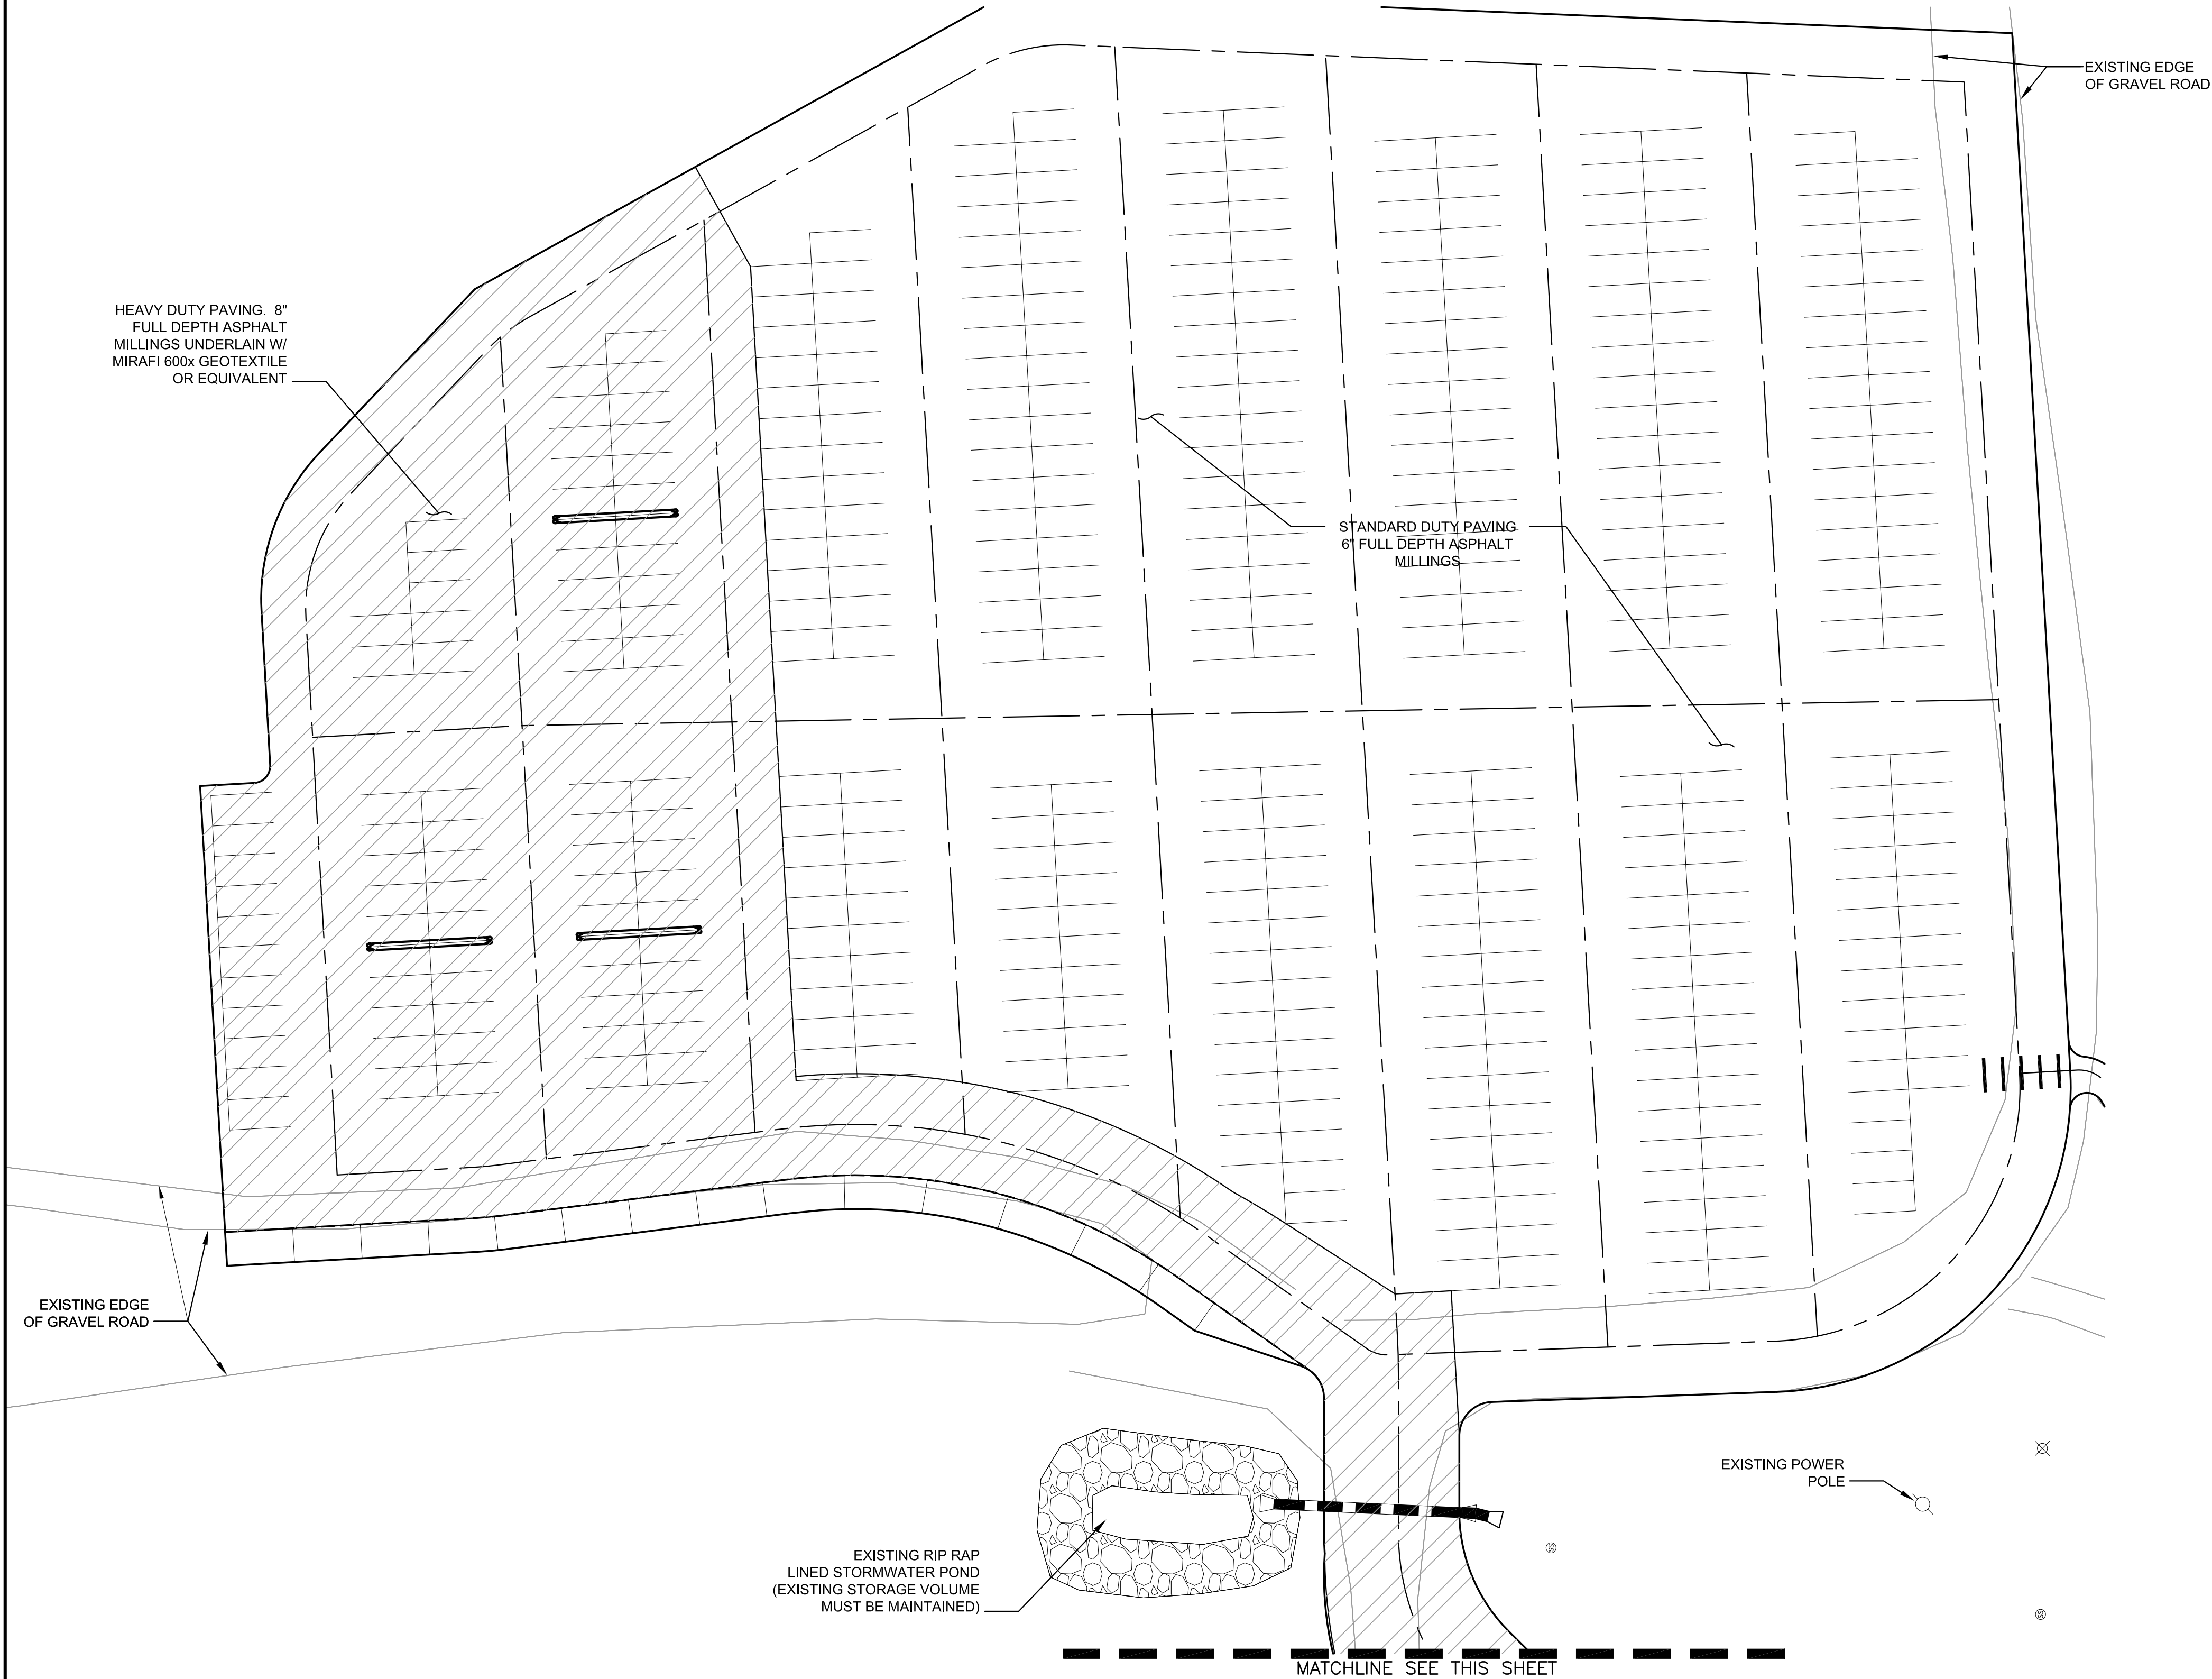 EXISTING EDGE
OF GRAVEL ROAD
HEAVY DUTY PAVING. 8"
FULL DEPTH ASPHALT
MILLINGS UNDERLAIN W/
MIRAFI 600x GEOTEXTILE
OR EQUIVALENT
STANDARD DUTY PAVING
6" FULL DEPTH ASPHALT
MILLINGS
EXISTING EDGE
OF GRAVEL ROAD
EXISTING POWER
POLE
EXISTING RIP RAP
LINED STORMWATER POND
(EXISTING STORAGE VOLUME
MUST BE MAINTAINED)
Ⓢ
Ⓢ
MATCHLINE SEE THIS SHEET